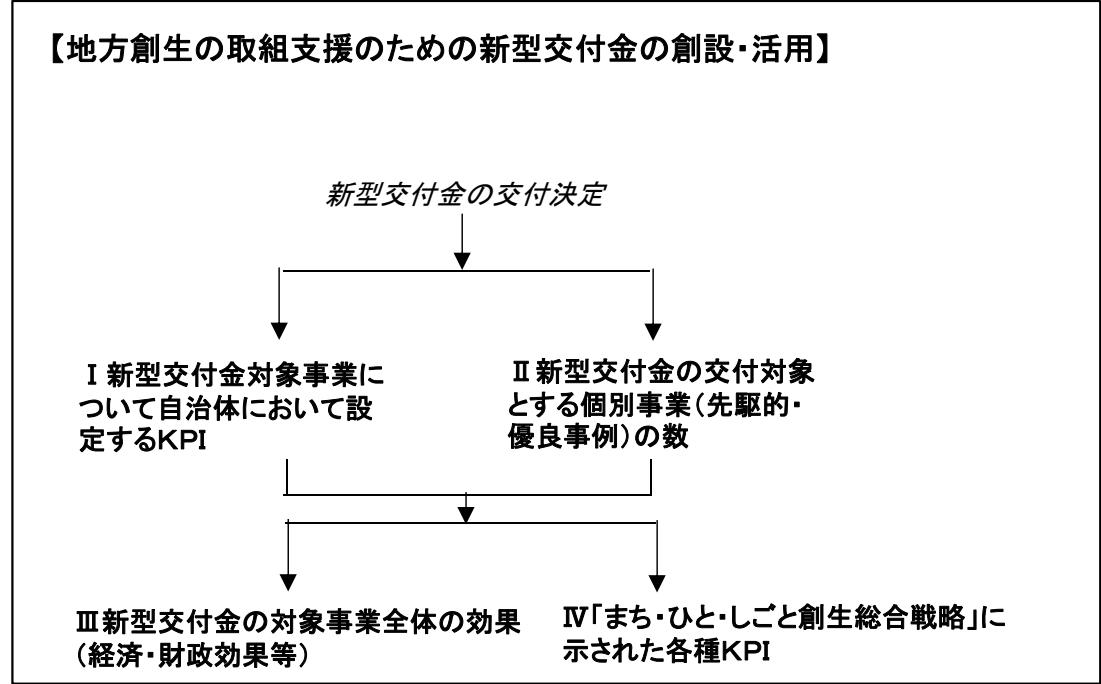 【地方創生の取組支援のための新型交付金の創設・活用】
新型交付金の交付決定
Ⅰ新型交付金対象事業に
ついて自治体において設
定するKPI
Ⅱ新型交付金の交付対象
とする個別事業(先駆的・
優良事例)の数
Ⅲ新型交付金の対象事業全体の効果
(経済・財政効果等)
Ⅳ「まち・ひと・しごと創生総合戦略」に
示された各種KPI